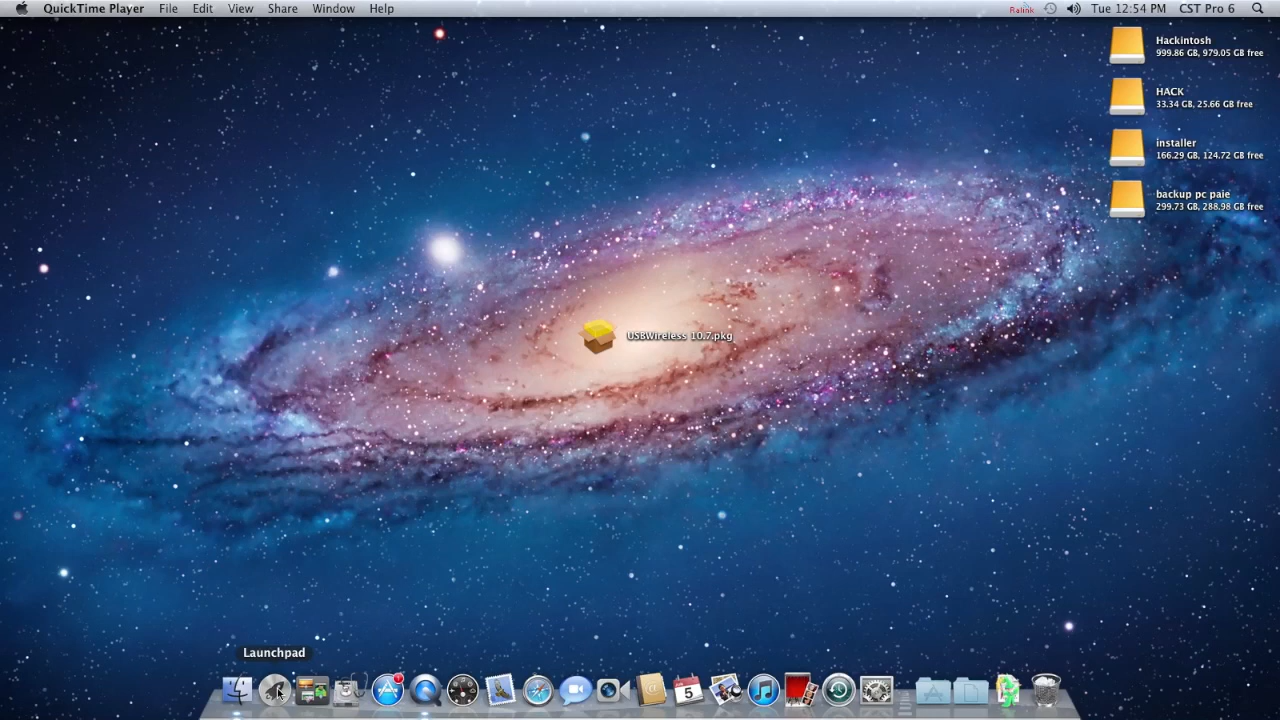 QuickTime Player File Edit View Share Window Help Ralink Tue 12:54 PM CST Pro 6
Hackintosh
999.86 GB, 979.05 GB free
HACK
33.34 GB, 25.66 GB free
installer
166.29 GB, 124.72 GB free
backup pc paie
299.73 GB, 288.98 GB free
USBWireless 10.7.pkg
Launchpad
5